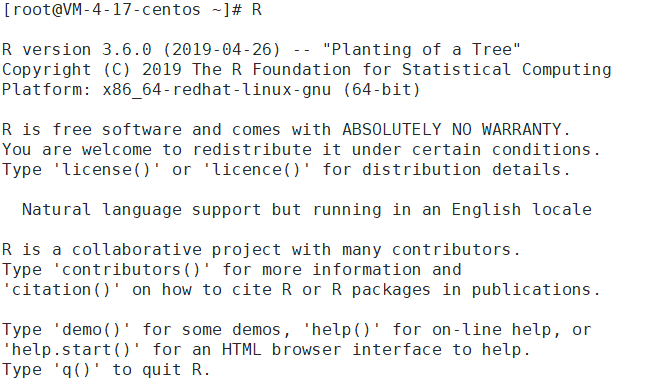 [root@VM-4-17-centos ~]# R
R version 3.6.0 (2019-04-26) -- "Planting of a Tree"
Copyright (C) 2019 The R Foundation for Statistical Computing
Platform: x86_64-redhat-linux-gnu (64-bit)
R is free software and comes with ABSOLUTELY NO WARRANTY.
You are welcome to redistribute it under certain conditions.
Type 'license()' or 'licence()' for distribution details.
Natural language support but running in an English locale
R is a collaborative project with many contributors.
Type 'contributors()' for more information and
'citation()' on how to cite R or R packages in publications.
Type 'demo()' for some demos, 'help()' for on-line help, or
'help.start()' for an HTML browser interface to help.
Type 'q()' to quit R.